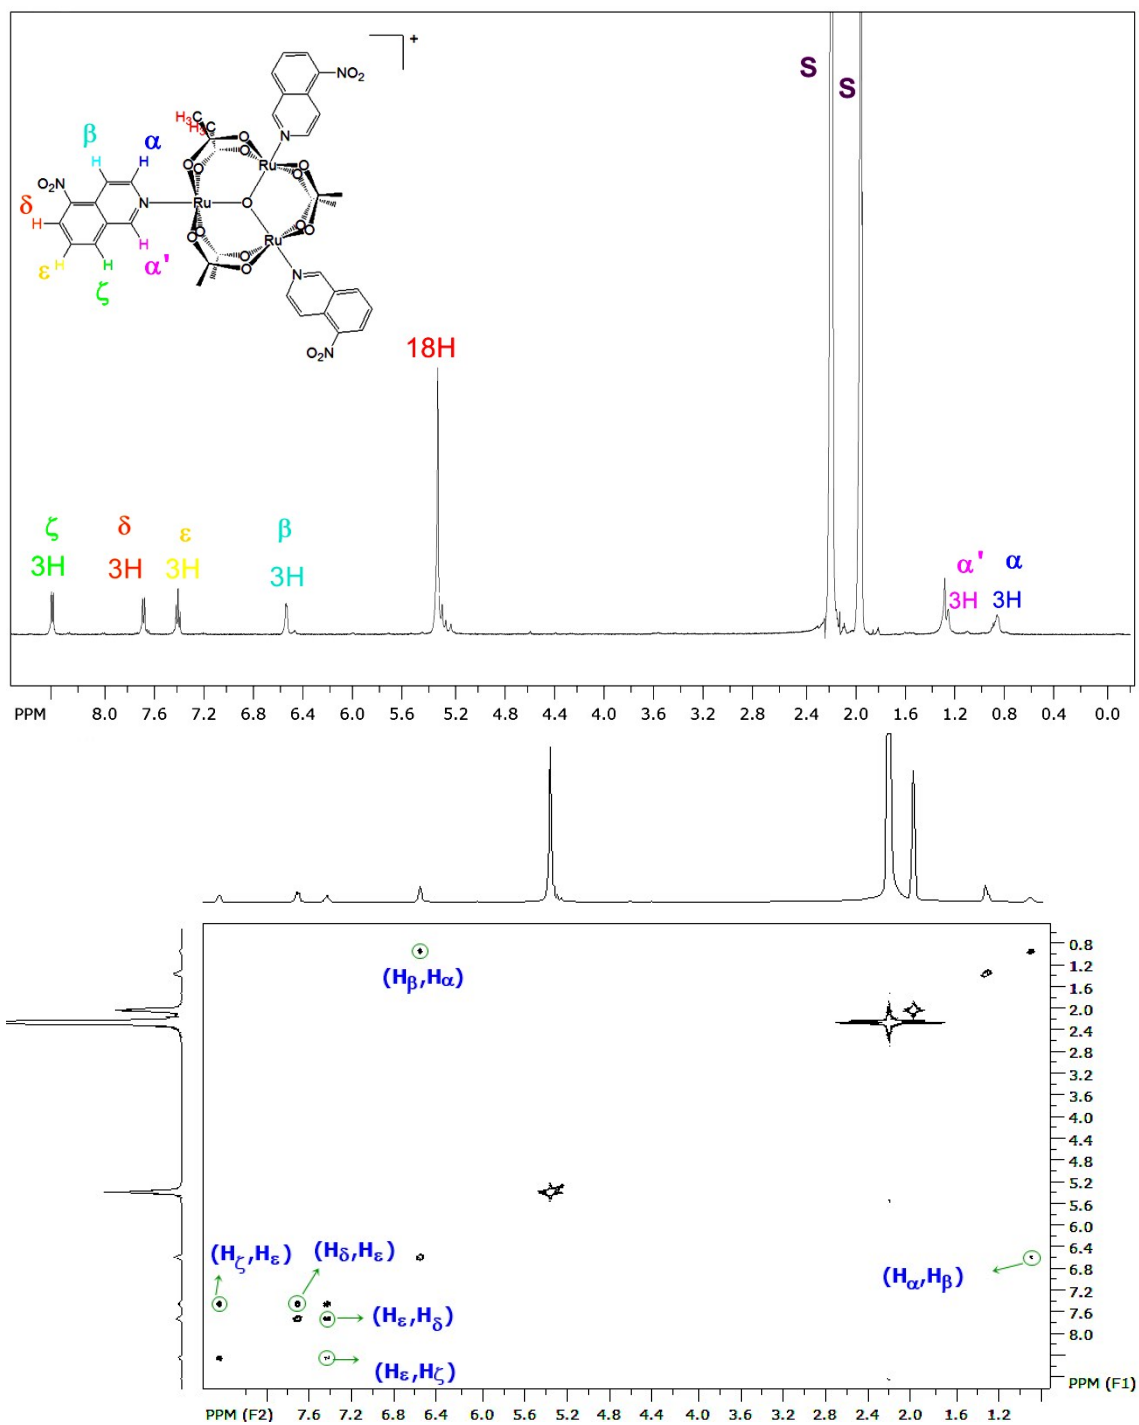 +
NO₂
H₃C
H₃C
S
S
β
α
H
H
O
O
N
NO₂
O
Ru
O
O
O
O
δ
H
N
Ru
O
O
O
Ru
O
O
O
O
H
ε
H
H
α'
O
O
ζ
N
NO₂
18H
ζ
δ
ε
β
α'
α
3H
3H
3H
3H
3H
3H
PPM 8.0 7.6 7.2 6.8 6.4 6.0 5.6 5.2 4.8 4.4 4.0 3.6 3.2 2.8 2.4 2.0 1.6 1.2 0.8 0.4 0.0
0.8
(Hβ,Hα)
1.2
1.6
2.0
2.4
2.8
3.2
3.6
4.0
4.4
4.8
5.2
5.6
6.0
(Hζ,Hε)
(Hδ,Hε)
6.4
(Hα,Hβ)
6.8
7.2
(Hε,Hδ)
7.6
8.0
(Hε,Hζ)
PPM (F1)
PPM (F2) 7.6 7.2 6.8 6.4 6.0 5.6 5.2 4.8 4.4 4.0 3.6 3.2 2.8 2.4 2.0 1.6 1.2